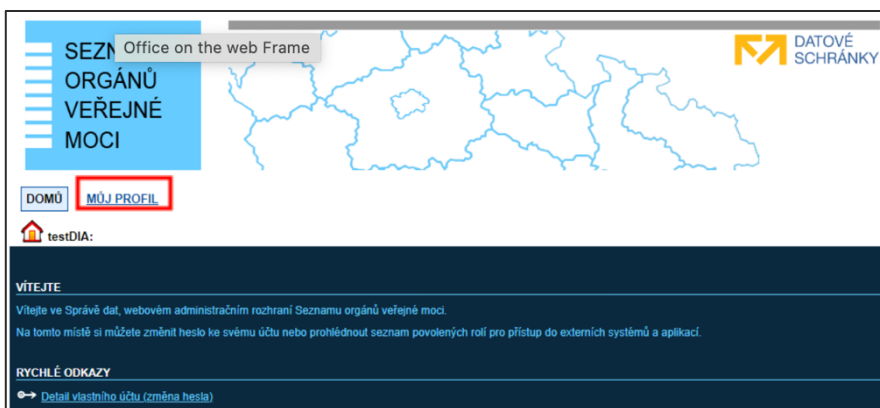 SEZN
Office on the web Frame
ORGÁNŮ
VEŘEJNÉ
MOCI
DATOVÉ
SCHRÁNKY
DOMŮ MŮJ PROFIL
testDIA:
VÍTEJTE
Vítejte ve Správě dat, webovém administračním rozhraní Seznamu orgánů veřejné moci.
Na tomto místě si můžete změnit heslo ke svému účtu nebo prohlédnout seznam povolených rolí pro přístup do externích systémů a aplikací.
RYCHLÉ ODKAZY
Detail vlastního účtu (změna hesla)